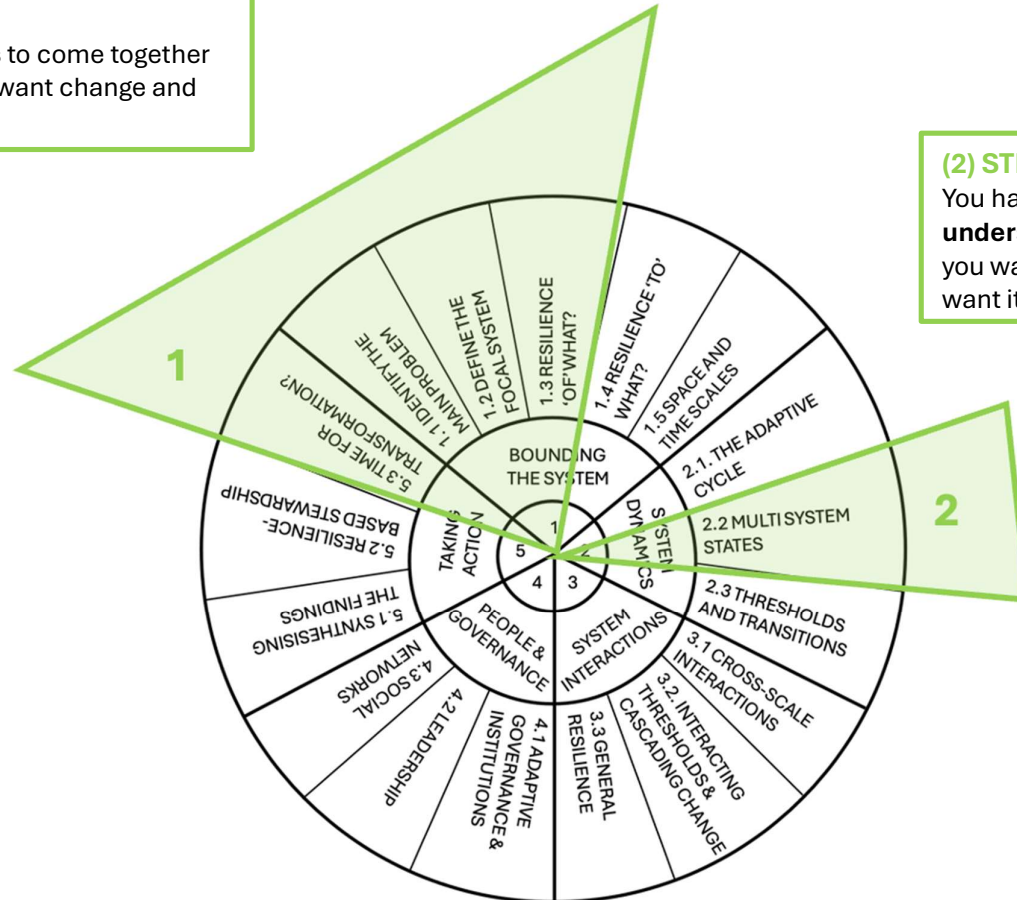 to come together
want change and
(2)
You
under
you
want
1
2
1.1 IDENTIFY THE
MAIN PROBLEM
1.2 DEFINE THE
FOCAL SYSTEM
1.3 RESILIENCE
'OF' WHAT?
1.4 RESILIENCE 'TO'
WHAT?
1.5 SPACE AND
TIME SCALES
2.1. THE ADAPTIVE
CYCLE
2.2 MULTI SYSTEM
STATES
2.3 THRESHOLDS
AND TRANSITIONS
3.1 CROSS-SCALE
INTERACTIONS
3.2. INTERACTING
THRESHOLDS &
CASCADING CHANGE
3.3 GENERAL
RESILIENCE
4.1 ADAPTIVE
GOVERNANCE &
INSTITUTIONS
4.2 LEADERSHIP
4.3 SOCIAL
NETWORKS
5.1 SYNTHESISING
THE FINDINGS
5.2 RESILIENCE-
BASED STEWARDSHIP
5.3 TIME FOR
TRANSFORMATION?
BOUNDING
THE SYSTEM
SYSTEM
DYNAMICS
SYSTEM
INTERACTIONS
PEOPLE &
GOVERNANCE
TAKING
ACTION
1
2
3
4
5